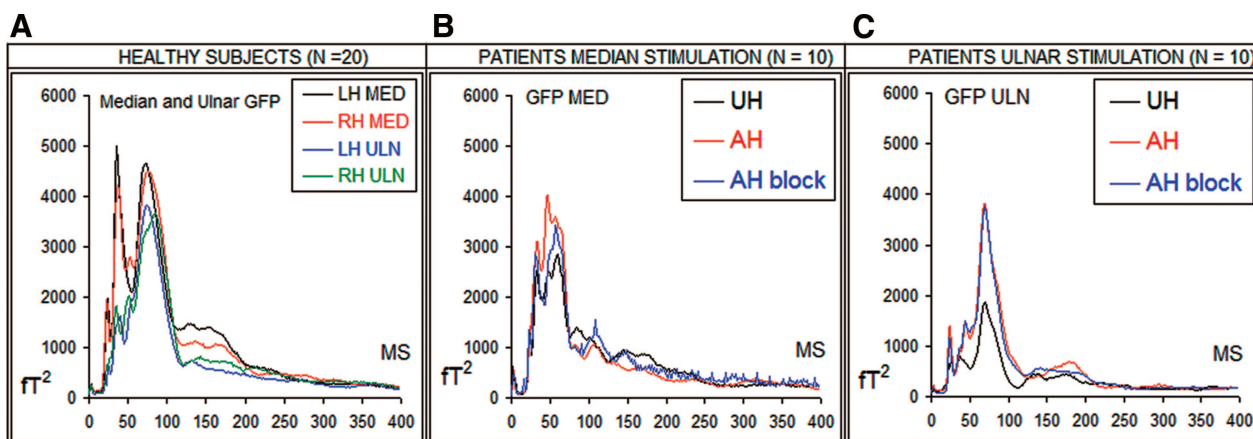 A
HEALTHY SUBJECTS (N =20)
Median and Ulnar GFP
LH MED
RH MED
LH ULN
RH ULN
6000
5000
4000
3000
2000
1000
0
fT²
MS
0 50 100 150 200 250 300 350 400
B
PATIENTS MEDIAN STIMULATION (N = 10)
GFP MED
UH
AH
AH block
6000
5000
4000
3000
2000
1000
0
fT²
MS
0 50 100 150 200 250 300 350 400
C
PATIENTS ULNAR STIMULATION (N = 10)
GFP ULN
UH
AH
AH block
6000
5000
4000
3000
2000
1000
0
fT²
MS
0 50 100 150 200 250 300 350 400